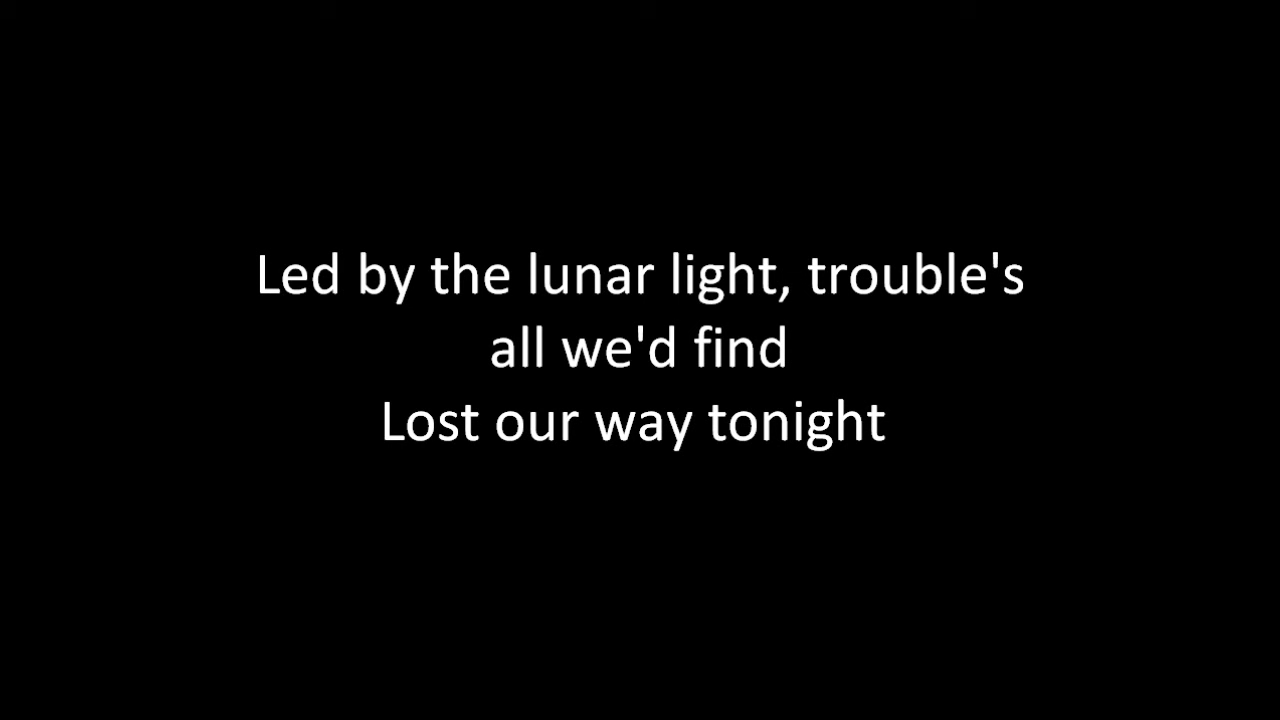 Led by the lunar light, trouble's
all we'd find
Lost our way tonight